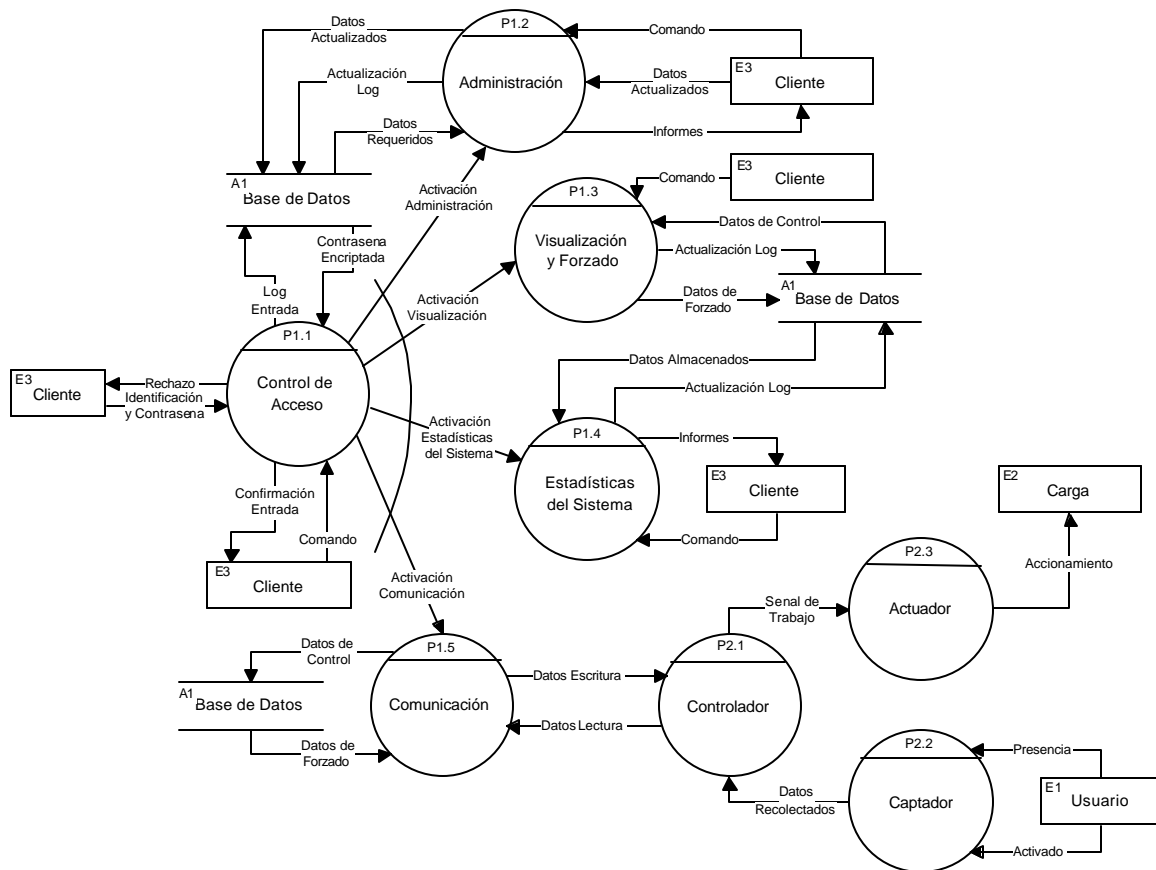 P1.2
Administración
Datos
Actualizados
Actualización
Log
Datos
Requeridos
Comando
Datos
Actualizados
Informes
E3
Cliente
A1
Base de Datos
Activación
Administración
P1.3
Visualización
y Forzado
Comando
E3
Cliente
Datos de Control
Actualización Log
Datos de
Forzado
A1
Base de Datos
Contrasena
Encriptada
Log
Entrada
Activación
Visualización
P1.1
Control de
Acceso
E3
Cliente
Rechazo
Identificación
y Contrasena
Datos Almacenados
Actualización Log
Activación
Estadísticas
del Sistema
P1.4
Estadísticas
del Sistema
Informes
E3
Cliente
Comando
Confirmación
Entrada
Comando
E3
Cliente
Activación
Comunicación
E2
Carga
Accionamiento
P2.3
Actuador
Senal de
Trabajo
P1.5
Comunicación
Datos de
Control
A1
Base de Datos
Datos de
Forzado
Datos Escritura
Datos Lectura
P2.1
Controlador
P2.2
Captador
Datos
Recolectados
Presencia
E1
Usuario
Activado